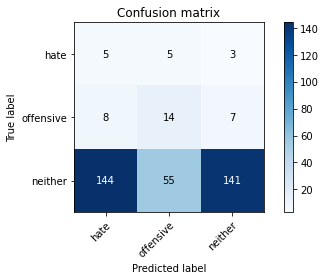 Confusion matrix
hate 5 5 3
offensive 8 14 7
neither 144 55 141
hate offensive neither
True label
Predicted label
140
120
100
80
60
40
20